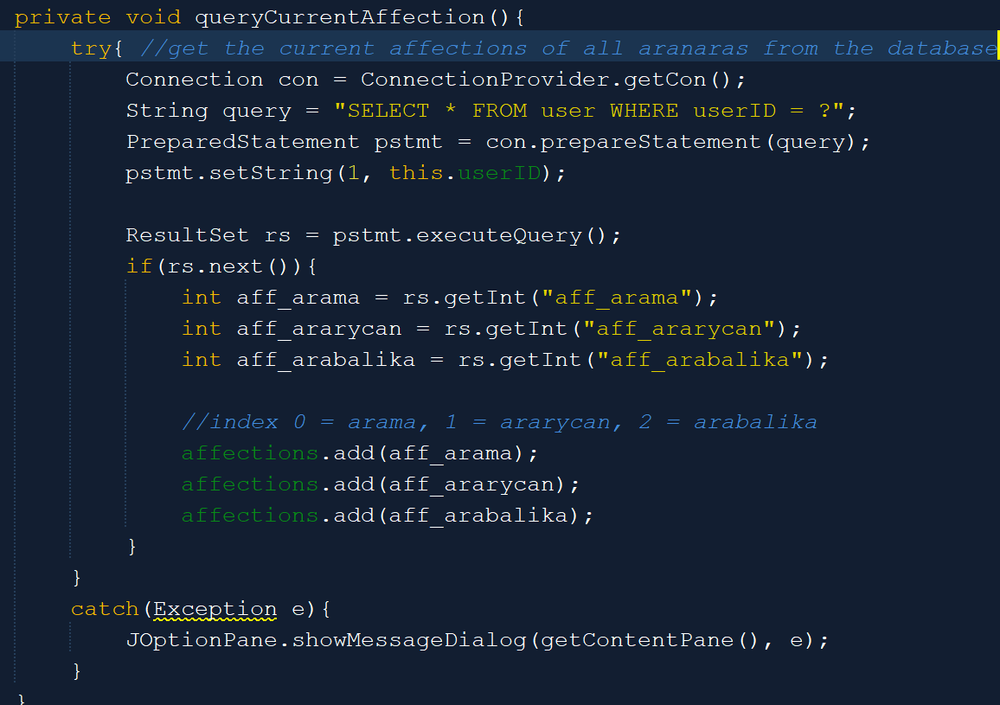 private void queryCurrentAffection(){
try{ //get the current affections of all aranaras from the database
Connection con = ConnectionProvider.getCon();
String query = "SELECT * FROM user WHERE userID = ?";
PreparedStatement pstmt = con.prepareStatement(query);
pstmt.setString(1, this.userID);
ResultSet rs = pstmt.executeQuery();
if(rs.next()){
int aff_arama = rs.getInt("aff_arama");
int aff_ararycan = rs.getInt("aff_ararycan");
int aff_arabalika = rs.getInt("aff_arabalika");
//index 0 = arama, 1 = ararycan, 2 = arabalika
affections.add(aff_arama);
affections.add(aff_ararycan);
affections.add(aff_arabalika);
}
}
catch(Exception e){
JOptionPane.showMessageDialog(getContentPane(), e);
}
}